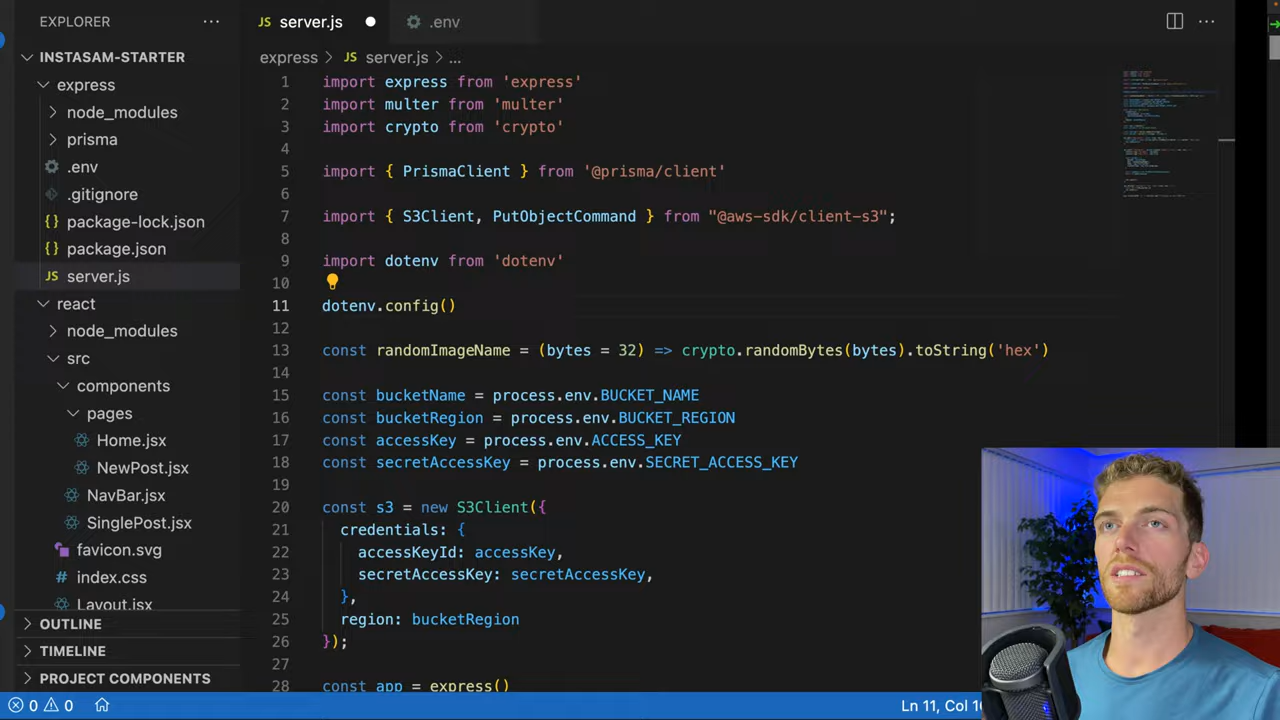 EXPLORER
INSTASAM-STARTER
express
node_modules
prisma
.env
.gitignore
{} package-lock.json
{} package.json
JS server.js
react
node_modules
src
components
pages
Home.jsx
NewPost.jsx
NavBar.jsx
SinglePost.jsx
favicon.svg
# index.css
Layout.jsx
OUTLINE
TIMELINE
PROJECT COMPONENTS
JS server.js
.env
express > JS server.js > ...
1 import express from 'express'
2 import multer from 'multer'
3 import crypto from 'crypto'
4
5 import { PrismaClient } from '@prisma/client'
6
7 import { S3Client, PutObjectCommand } from "@aws-sdk/client-s3";
8
9 import dotenv from 'dotenv'
10
11 dotenv.config()
12
13 const randomImageName = (bytes = 32) => crypto.randomBytes(bytes).toString('hex')
14
15 const bucketName = process.env.BUCKET_NAME
16 const bucketRegion = process.env.BUCKET_REGION
17 const accessKey = process.env.ACCESS_KEY
18 const secretAccessKey = process.env.SECRET_ACCESS_KEY
19
20 const s3 = new S3Client({
21 credentials: {
22 accessKeyId: accessKey,
23 secretAccessKey: secretAccessKey,
24 },
25 region: bucketRegion
26 });
27
28 const app = express()
0 0
Ln 11, Col